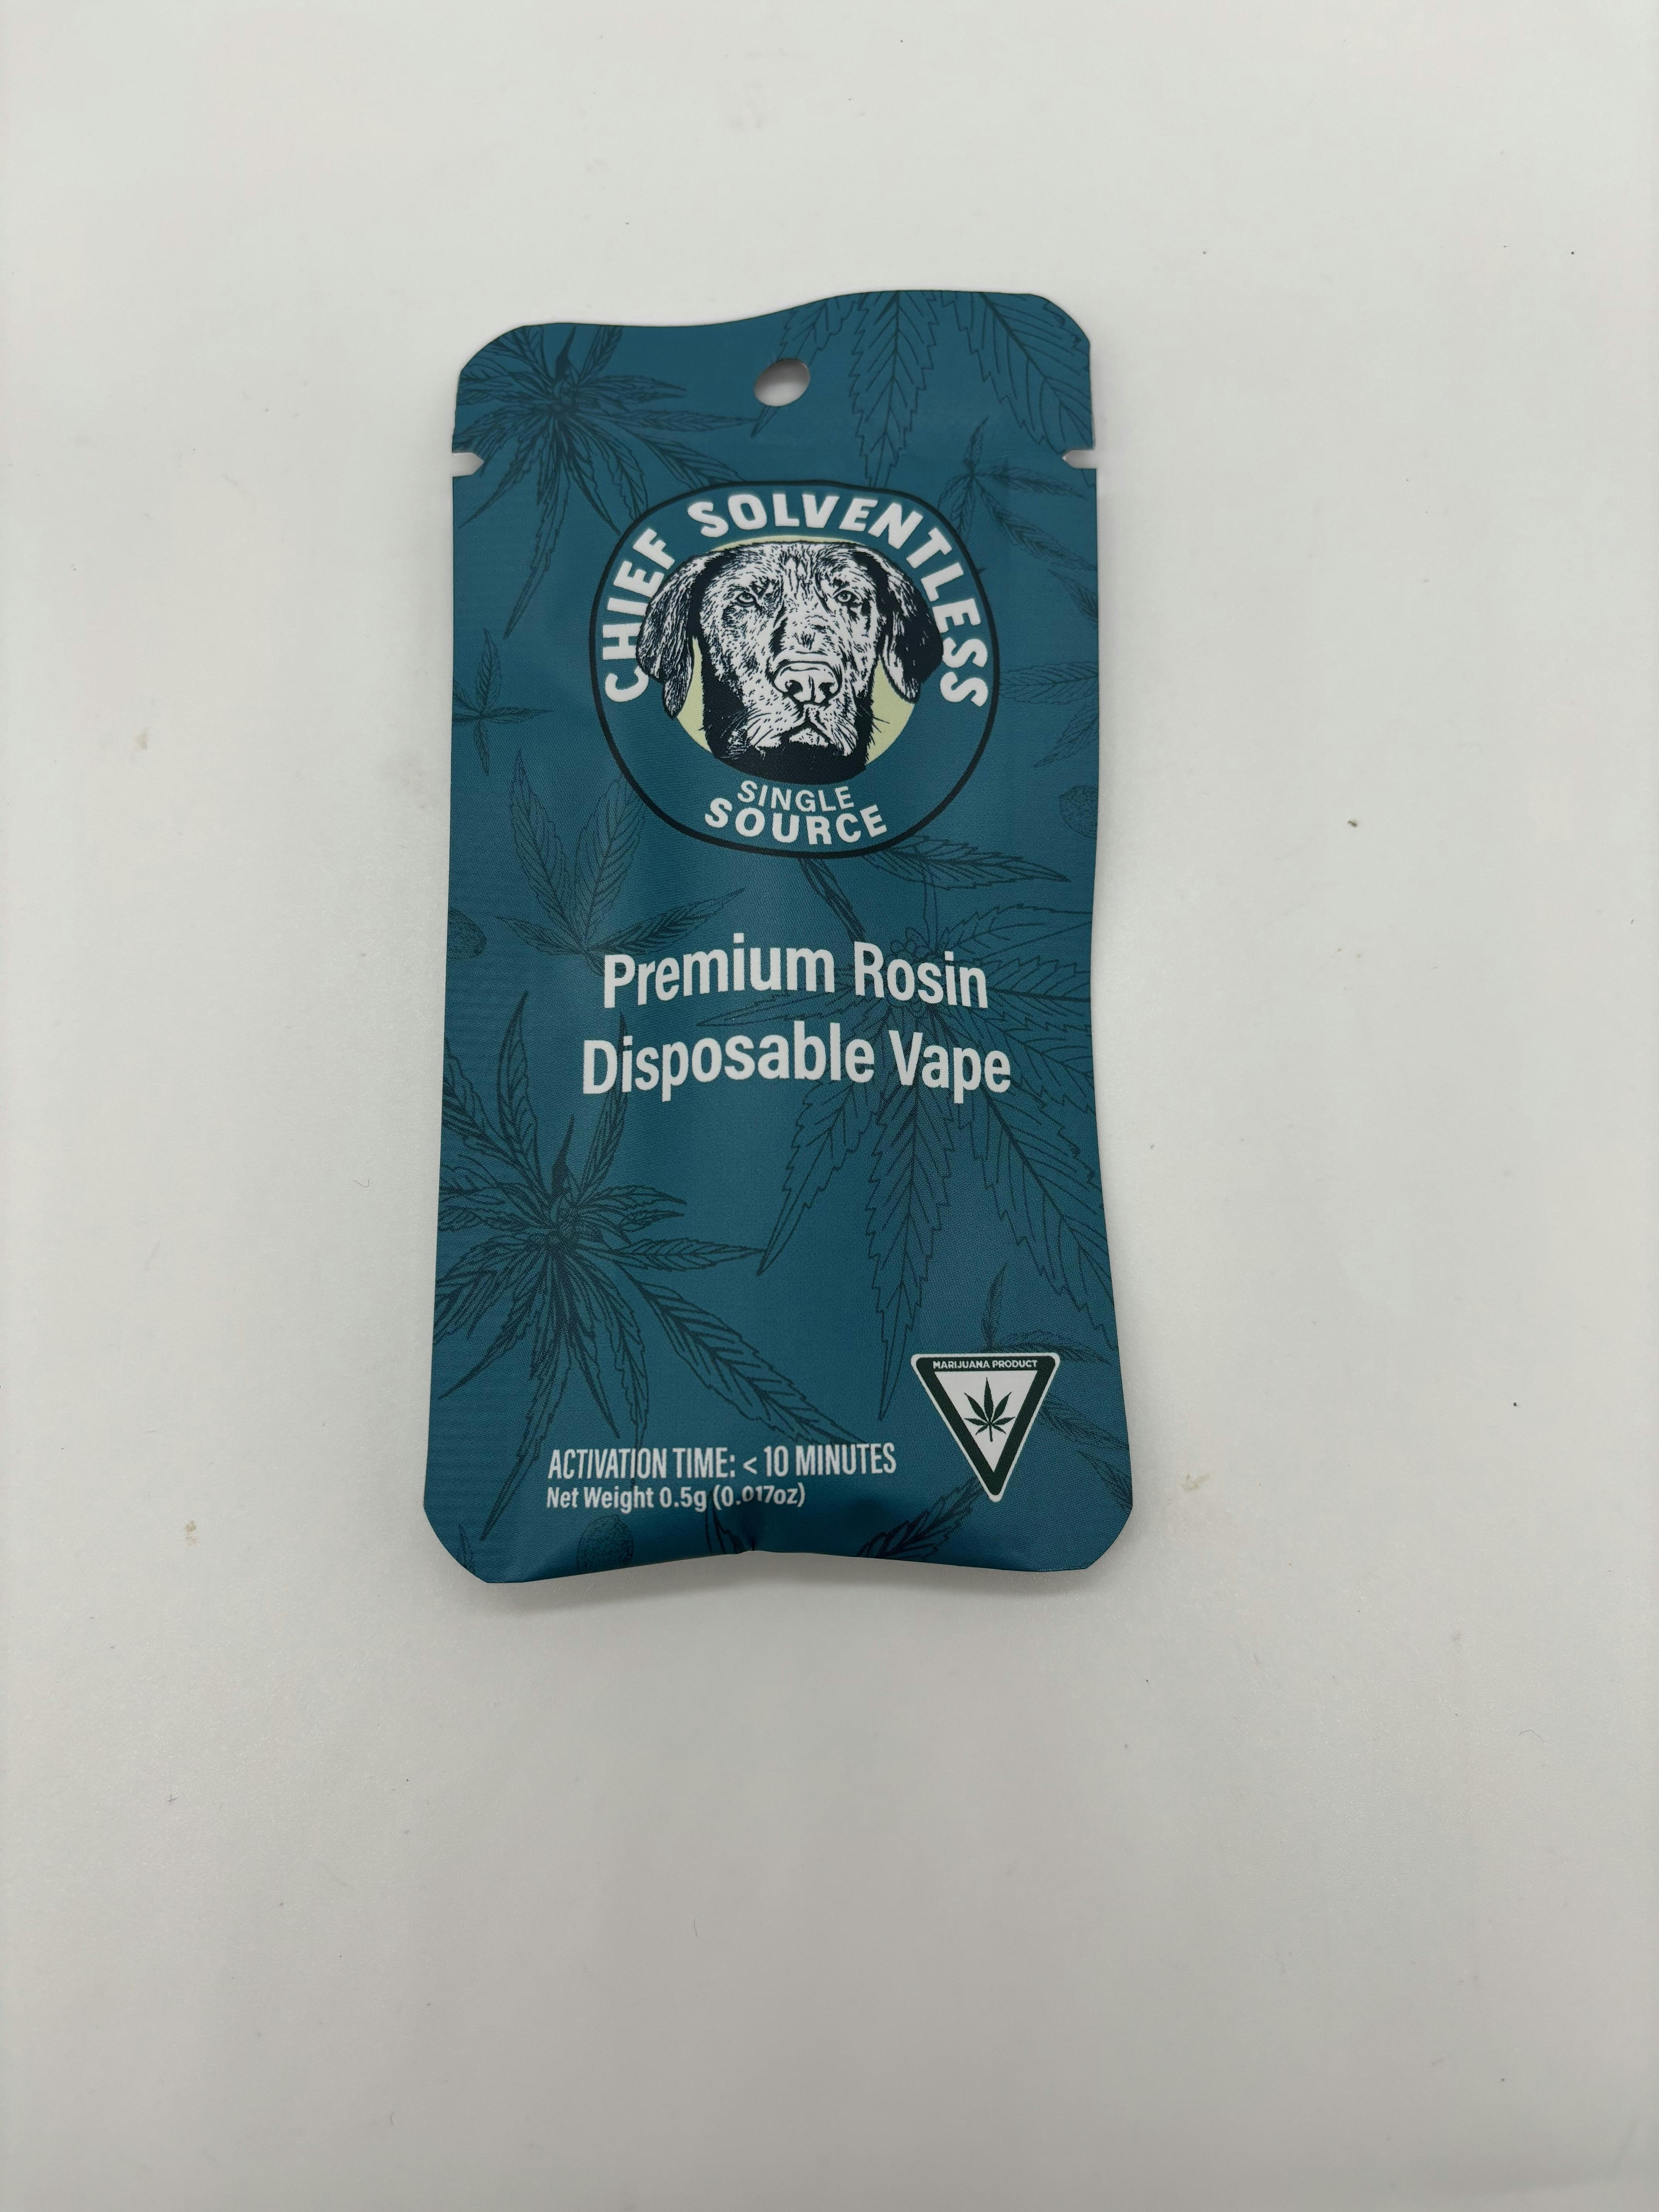 CHIEF SOLVENTLESS
SINGLE
SOURCE
Premium Rosin
Disposable Vape
MARIJUANA PRODUCT
ACTIVATION TIME: < 10 MINUTES
Net Weight 0.5g (0.017oz)